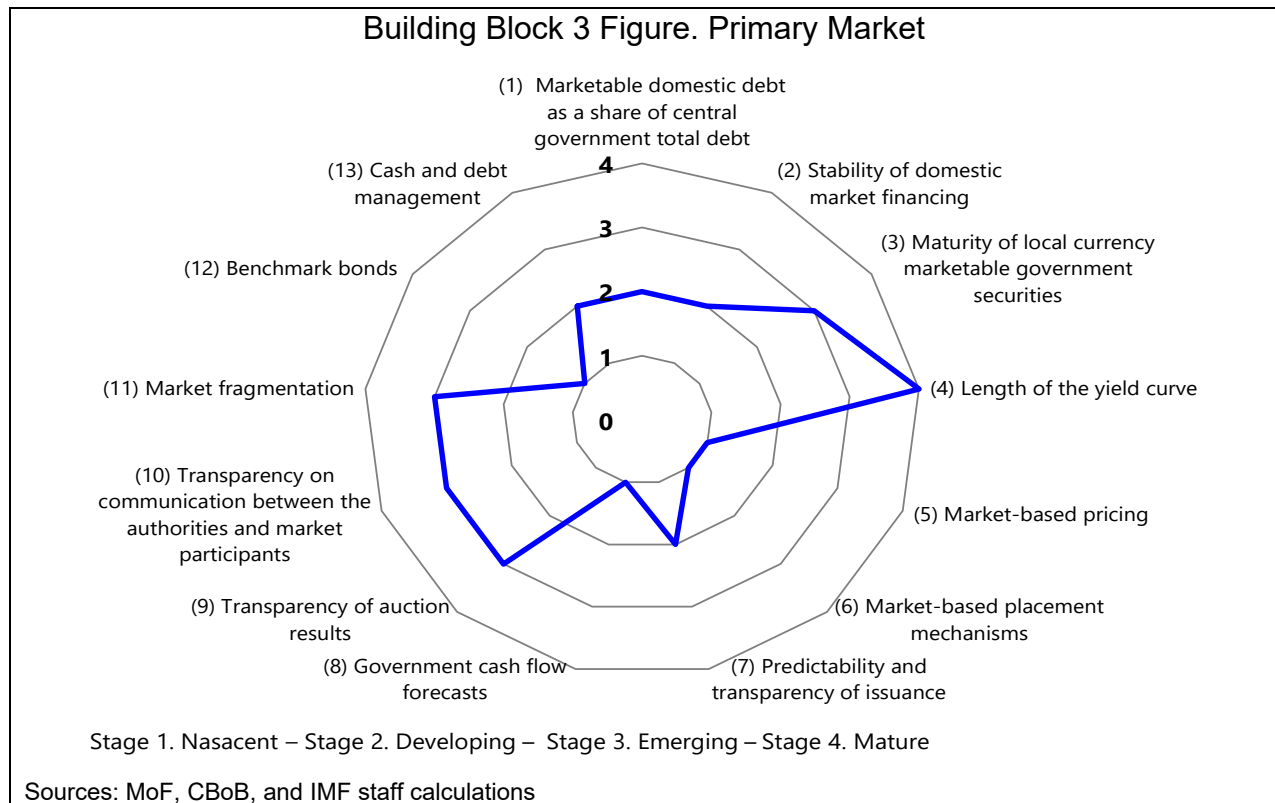 Building Block 3 Figure. Primary Market
(1) Marketable domestic debt
as a share of central
government total debt
(2) Stability of domestic
market financing
(3) Maturity of local currency
marketable government
securities
(4) Length of the yield curve
(5) Market-based pricing
(6) Market-based placement
mechanisms
(7) Predictability and
transparency of issuance
(8) Government cash flow
forecasts
(9) Transparency of auction
results
(10) Transparency on
communication between the
authorities and market
participants
(11) Market fragmentation
(12) Benchmark bonds
(13) Cash and debt
management
4
3
2
1
0
Stage 1. Nasacent – Stage 2. Developing – Stage 3. Emerging – Stage 4. Mature
Sources: MoF, CBoB, and IMF staff calculations